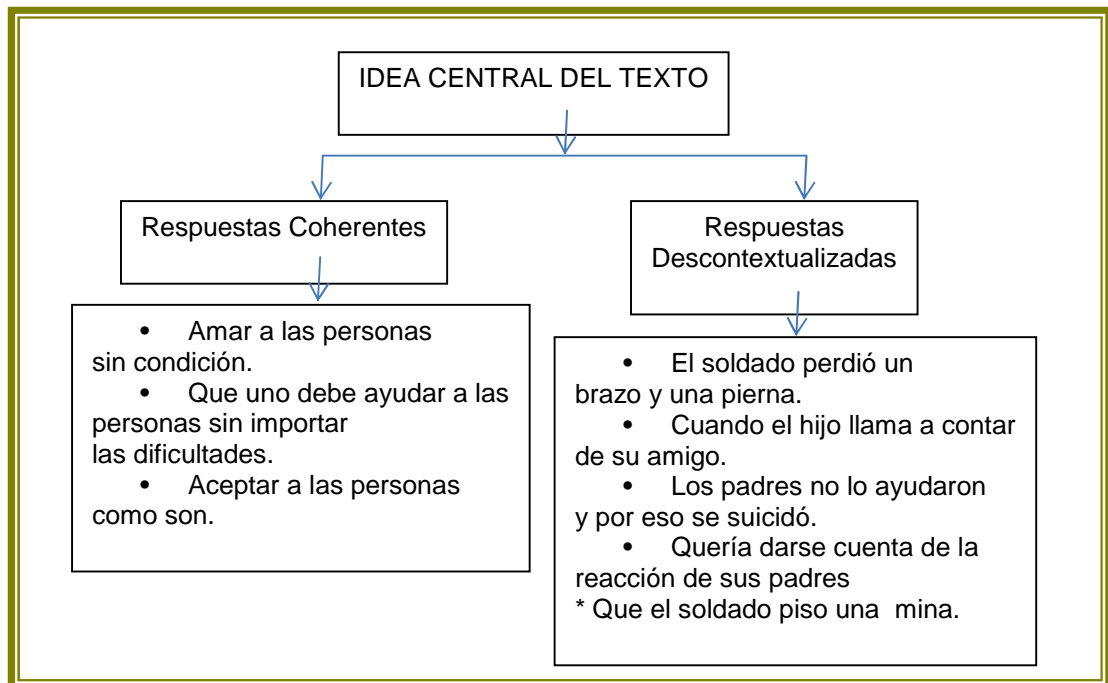 IDEA CENTRAL DEL TEXTO
Respuestas Coherentes
• Amar a las personas
sin condición.
• Que uno debe ayudar a las
personas sin importar
las dificultades.
• Aceptar a las personas
como son.
Respuestas
Descontextualizadas
• El soldado perdió un
brazo y una pierna.
• Cuando el hijo llama a contar
de su amigo.
• Los padres no lo ayudaron
y por eso se suicidó.
• Quería darse cuenta de la
reacción de sus padres
* Que el soldado piso una mina.